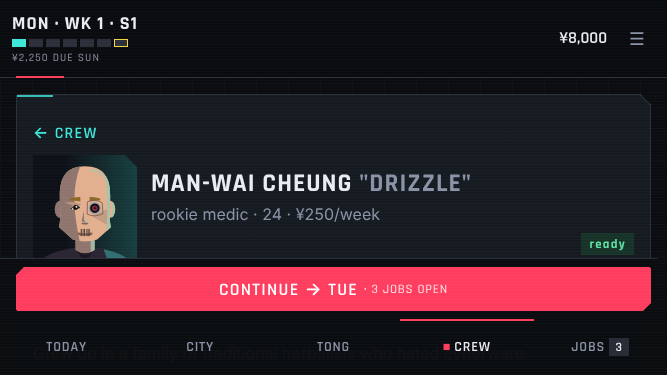 MON · WK 1 · S1
¥2,250 DUE SUN
¥8,000 ☰
← CREW
MAN-WAI CHEUNG "DRIZZLE"
rookie medic · 24 · ¥250/week
ready
CONTINUE → TUE · 3 JOBS OPEN
TODAY CITY TONG CREW JOBS 3